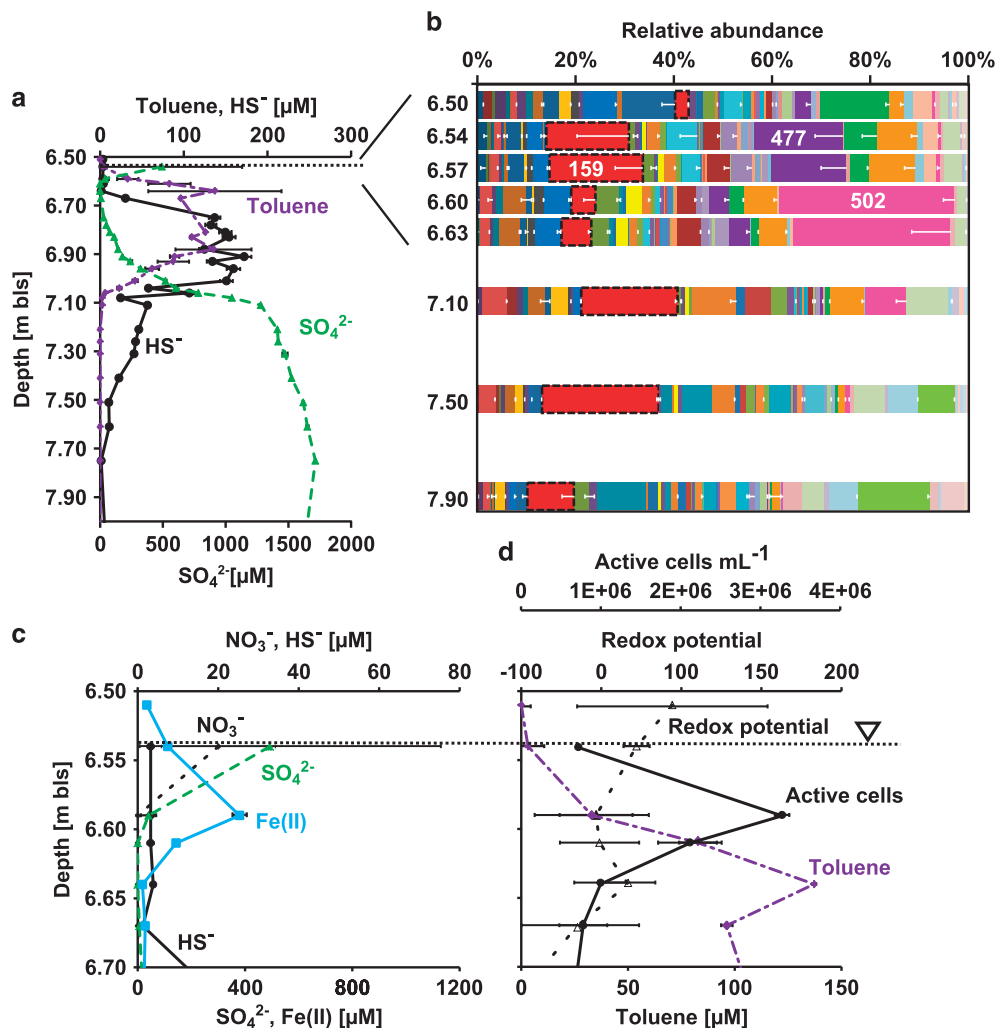 a
Toluene, HS⁻ [µM]
0 100 200 300
6.50
6.70
6.90
7.10
7.30
7.50
7.70
7.90
Depth [m bls]
Toluene
SO₄²⁻
HS⁻
0 500 1000 1500 2000
SO₄²⁻[µM]
b
Relative abundance
0% 20% 40% 60% 80% 100%
6.50
6.54
477
6.57
159
6.60
502
6.63
7.10
7.50
7.90
c
NO₃⁻, HS⁻ [µM]
0 20 40 60 80
6.50
6.55
6.60
6.65
6.70
Depth [m bls]
NO₃⁻
SO₄²⁻
Fe(II)
HS⁻
0 400 800 1200
SO₄²⁻, Fe(II) [µM]
d
Active cells mL⁻¹
0 1E+06 2E+06 3E+06 4E+06
Redox potential
-100 0 100 200
Redox potential
Active cells
Toluene
0 50 100 150
Toluene [µM]